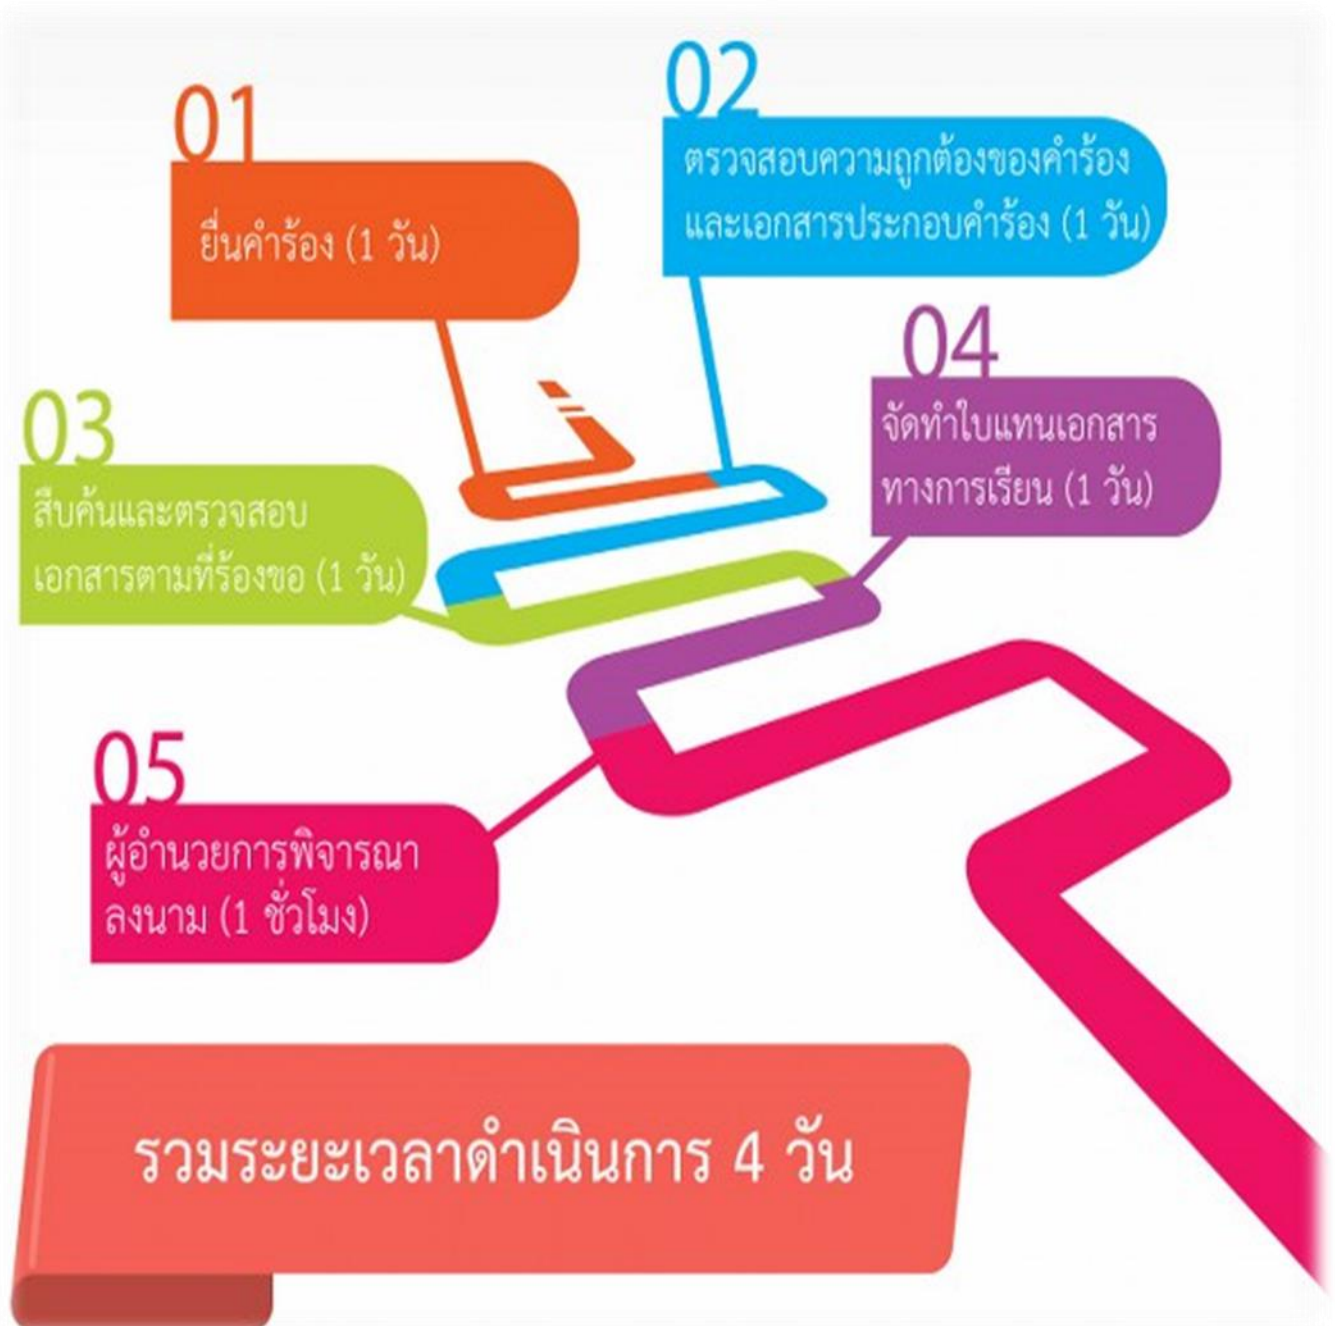 01
ยื่นคำร้อง (1 วัน)
02
ตรวจสอบความถูกต้องของคำร้อง
และเอกสารประกอบคำร้อง (1 วัน)
03
สืบค้นและตรวจสอบ
เอกสารตามที่ร้องขอ (1 วัน)
04
จัดทำใบแทนเอกสาร
ทางการเรียน (1 วัน)
05
ผู้อำนวยการพิจารณา
ลงนาม (1 ชั่วโมง)
รวมระยะเวลาดำเนินการ 4 วัน